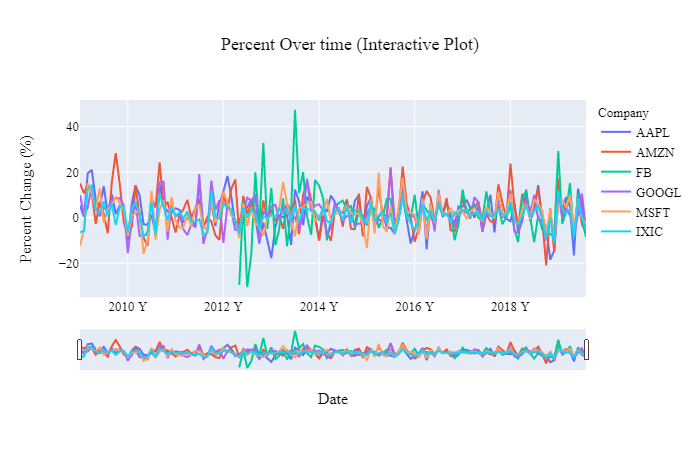 Percent Over time (Interactive Plot)
Company
AAPL
AMZN
FB
GOOGL
MSFT
IXIC
Percent Change (%)
40
20
0
−20
2010 Y
2012 Y
2014 Y
2016 Y
2018 Y
Date